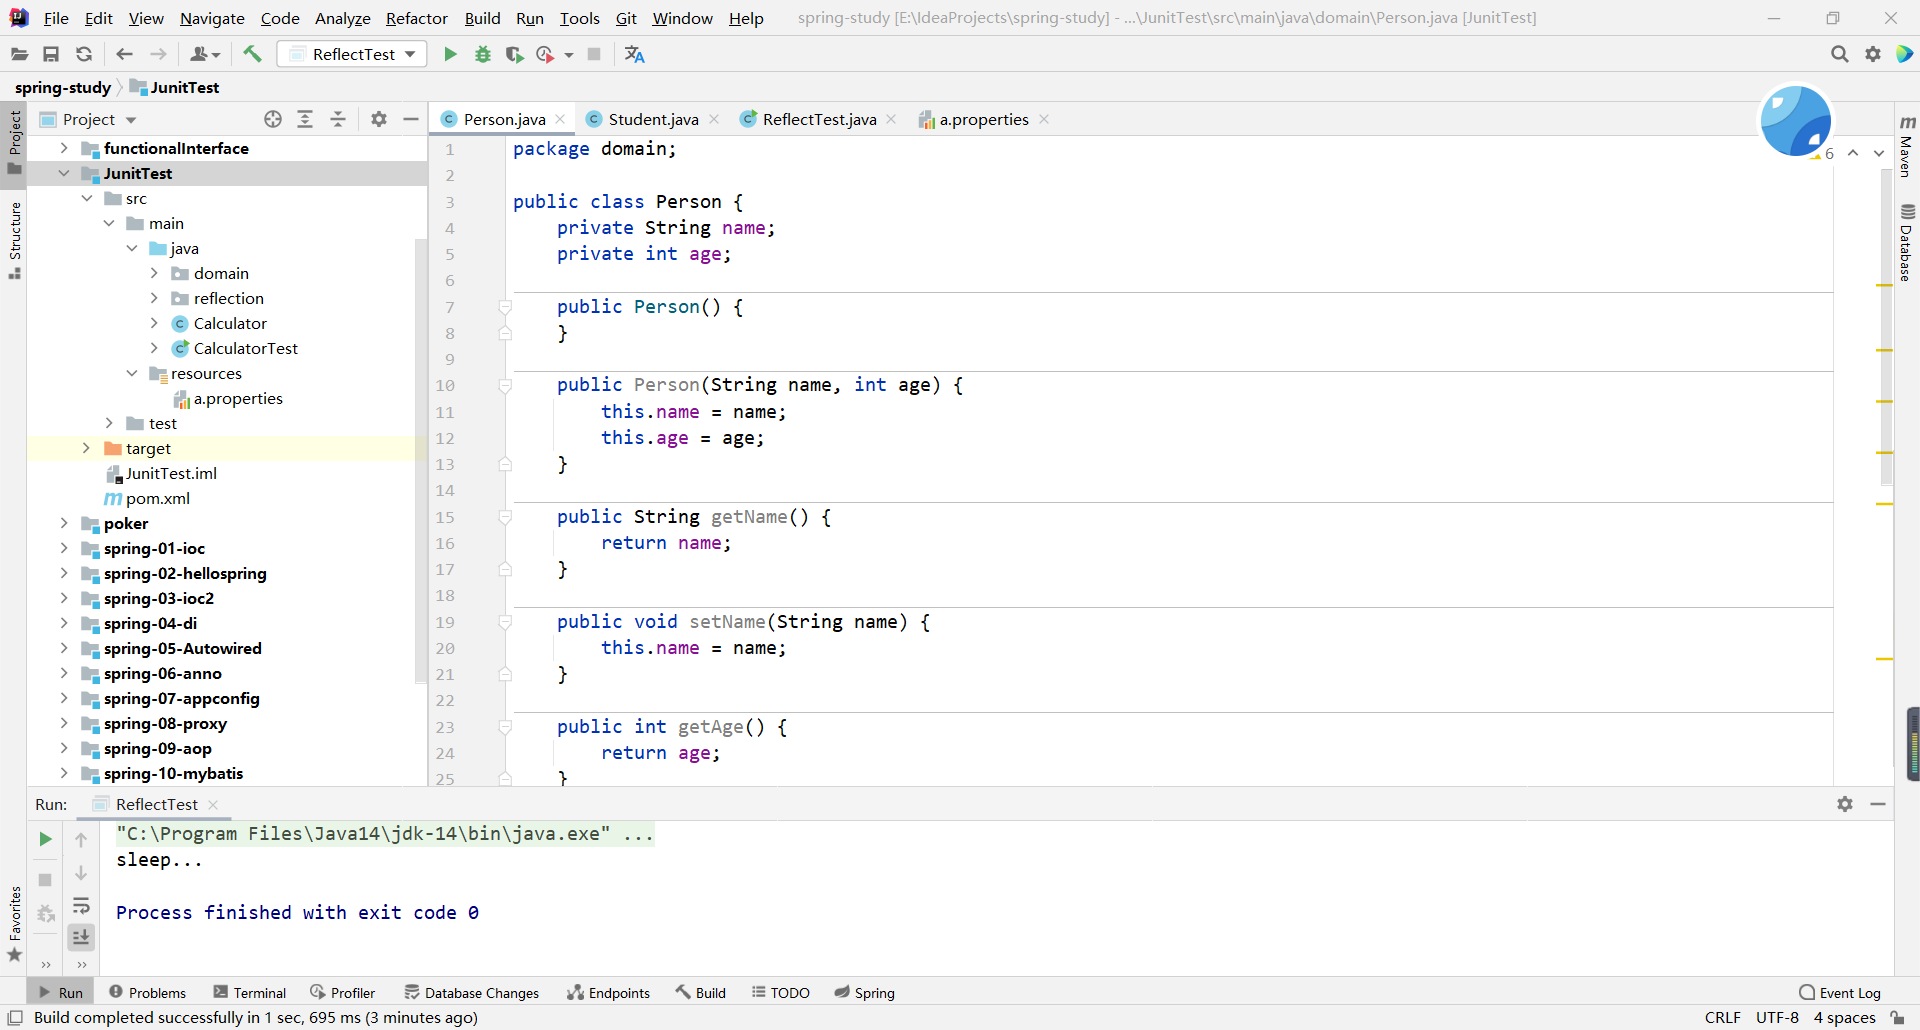 File Edit View Navigate Code Analyze Refactor Build Run Tools Git Window Help spring-study [E:\IdeaProjects\spring-study] - ...\JunitTest\src\main\java\domain\Person.java [JunitTest]
ReflectTest
spring-study JunitTest
Project
Person.java Student.java ReflectTest.java a.properties
functionalInterface
JunitTest
src
main
java
domain
reflection
Calculator
CalculatorTest
resources
a.properties
test
target
JunitTest.iml
pom.xml
poker
spring-01-ioc
spring-02-hellospring
spring-03-ioc2
spring-04-di
spring-05-Autowired
spring-06-anno
spring-07-appconfig
spring-08-proxy
spring-09-aop
spring-10-mybatis
Project
Structure
Favorites
6
1 package domain;
2
3 public class Person {
4 private String name;
5 private int age;
6
7 public Person() {
8 }
9
10 public Person(String name, int age) {
11 this.name = name;
12 this.age = age;
13 }
14
15 public String getName() {
16 return name;
17 }
18
19 public void setName(String name) {
20 this.name = name;
21 }
22
23 public int getAge() {
24 return age;
25 }
Maven
Database
Run: ReflectTest
"C:\Program Files\Java14\jdk-14\bin\java.exe" ...
sleep...
Process finished with exit code 0
Run Problems Terminal Profiler Database Changes Endpoints Build TODO Spring Event Log
Build completed successfully in 1 sec, 695 ms (3 minutes ago) CRLF UTF-8 4 spaces